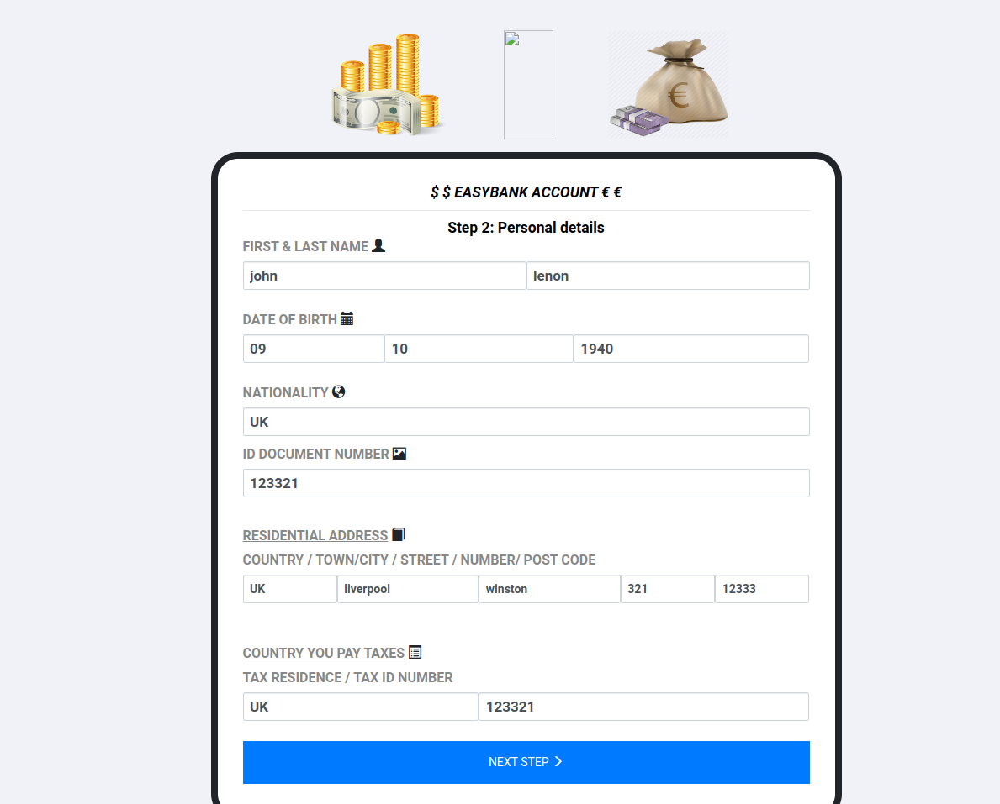 $ $ EASYBANK ACCOUNT € €
Step 2: Personal details
FIRST & LAST NAME
john lenon
DATE OF BIRTH
09 10 1940
NATIONALITY
UK
ID DOCUMENT NUMBER
123321
RESIDENTIAL ADDRESS
COUNTRY / TOWN/CITY / STREET / NUMBER/ POST CODE
UK liverpool winston 321 12333
COUNTRY YOU PAY TAXES
TAX RESIDENCE / TAX ID NUMBER
UK 123321
NEXT STEP